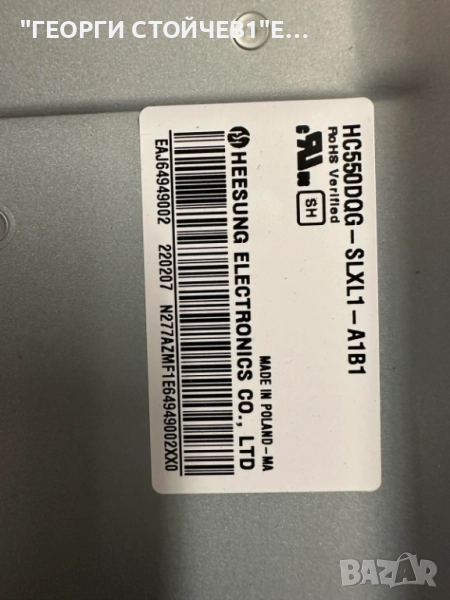 "ГЕОРГИ СТОЙЧЕВ1"Е...
HC550DQG-SLXL1-A1B1
RoHS Verified
SH
MADE IN POLAND-MA
HEESUNG ELECTRONICS CO., LTD
EAJ64949002 220207 N277AZMF1E64949002XX0
BAZAR